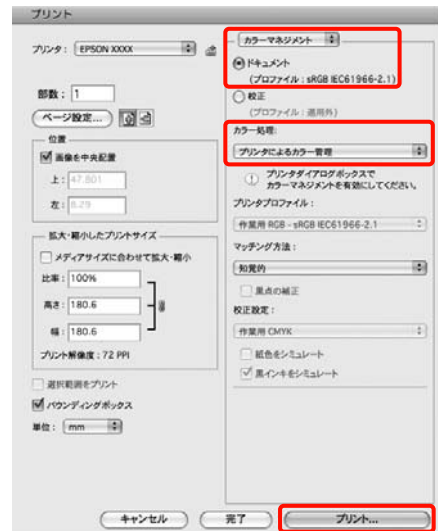 プリント
プリンタ： EPSON XXXX
部数： 1
ページ設定...
位置
画像を中央配置
上： 47.801
左： 8.29
拡大・縮小したプリントサイズ
メディアサイズに合わせて拡大・縮小
比率： 100%
高さ： 180.6
幅： 180.6
プリント解像度：72 PPI
選択範囲をプリント
バウンディングボックス
単位： mm
カラーマネジメント
ドキュメント
（プロファイル：sRGB IEC61966-2.1）
校正
（プロファイル：適用外）
カラー処理：
プリンタによるカラー管理
プリンタダイアログボックスで
カラーマネジメントを有効にしてください。
プリンタプロファイル：
作業用 RGB - sRGB IEC61966-2.1
マッチング方法：
知覚的
黒点の補正
校正設定：
作業用 CMYK
紙色をシミュレート
黒インキをシミュレート
キャンセル
完了
プリント...